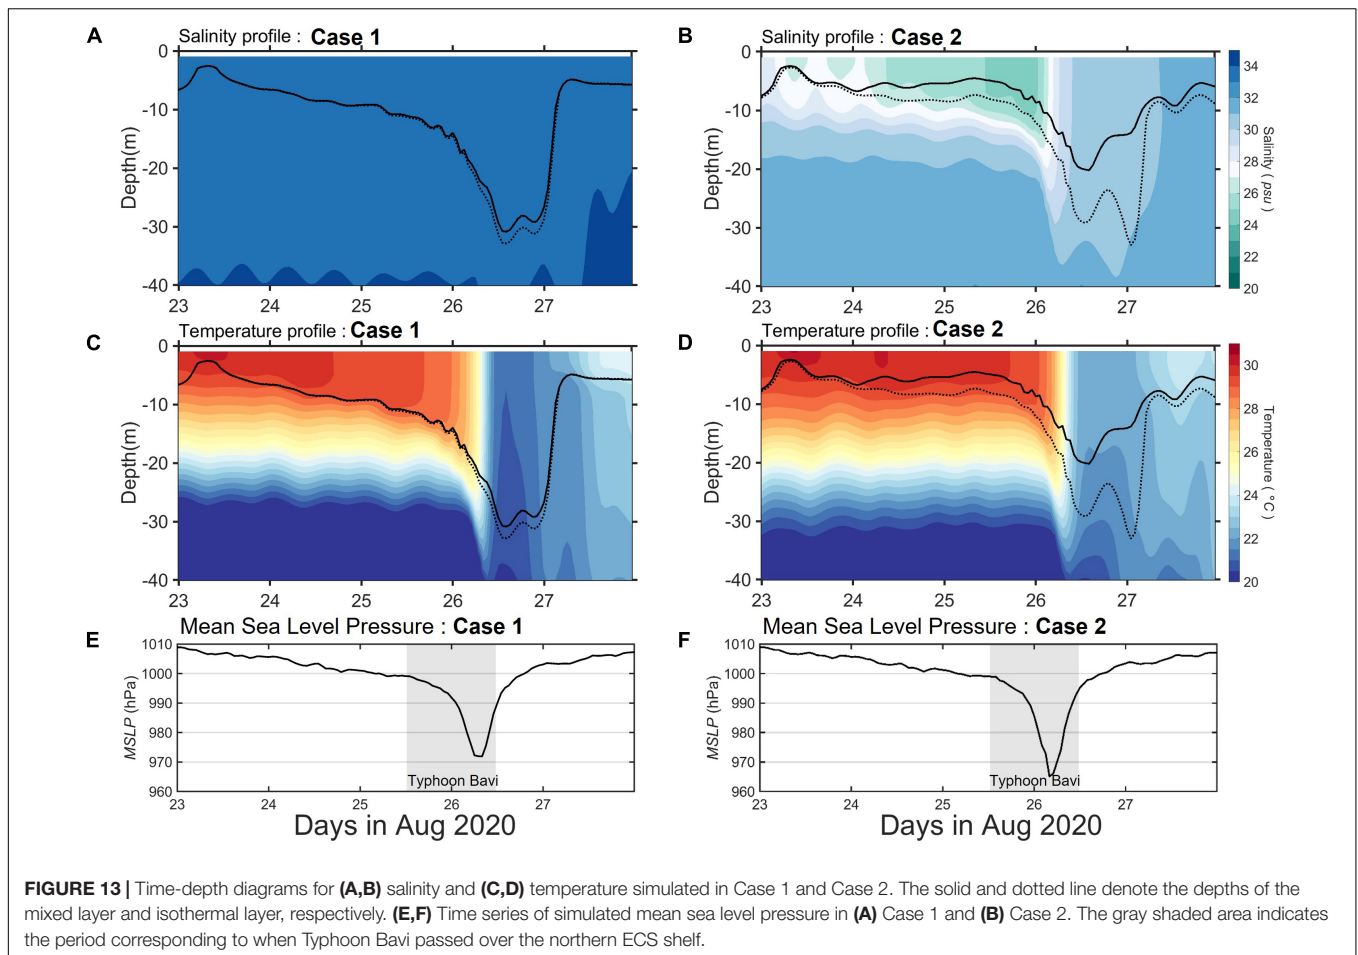 A
Salinity profile : Case 1
B
Salinity profile : Case 2
0
-10
-20
-30
-40
Depth(m)
23 24 25 26 27
0
-10
-20
-30
-40
Depth(m)
23 24 25 26 27
34
32
30
28
26
24
22
20
Salinity ( psu )
C
Temperature profile : Case 1
D
Temperature profile : Case 2
0
-10
-20
-30
-40
Depth(m)
23 24 25 26 27
0
-10
-20
-30
-40
Depth(m)
23 24 25 26 27
30
28
26
24
22
20
Temperature ( °C )
E
Mean Sea Level Pressure : Case 1
F
Mean Sea Level Pressure : Case 2
1010
1000
990
980
970
960
MSLP (hPa)
Typhoon Bavi
23 24 25 26 27
Days in Aug 2020
1010
1000
990
980
970
960
MSLP (hPa)
Typhoon Bavi
23 24 25 26 27
Days in Aug 2020
FIGURE 13 | Time-depth diagrams for (A,B) salinity and (C,D) temperature simulated in Case 1 and Case 2. The solid and dotted line denote the depths of the
mixed layer and isothermal layer, respectively. (E,F) Time series of simulated mean sea level pressure in (A) Case 1 and (B) Case 2. The gray shaded area indicates
the period corresponding to when Typhoon Bavi passed over the northern ECS shelf.